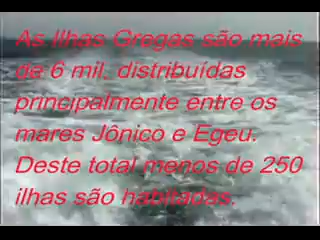 As Ilhas Gregas são mais
de 6 mil, distribuídas
principalmente entre os
mares Jônico e Egeu.
Deste total menos de 250
ilhas são habitadas.